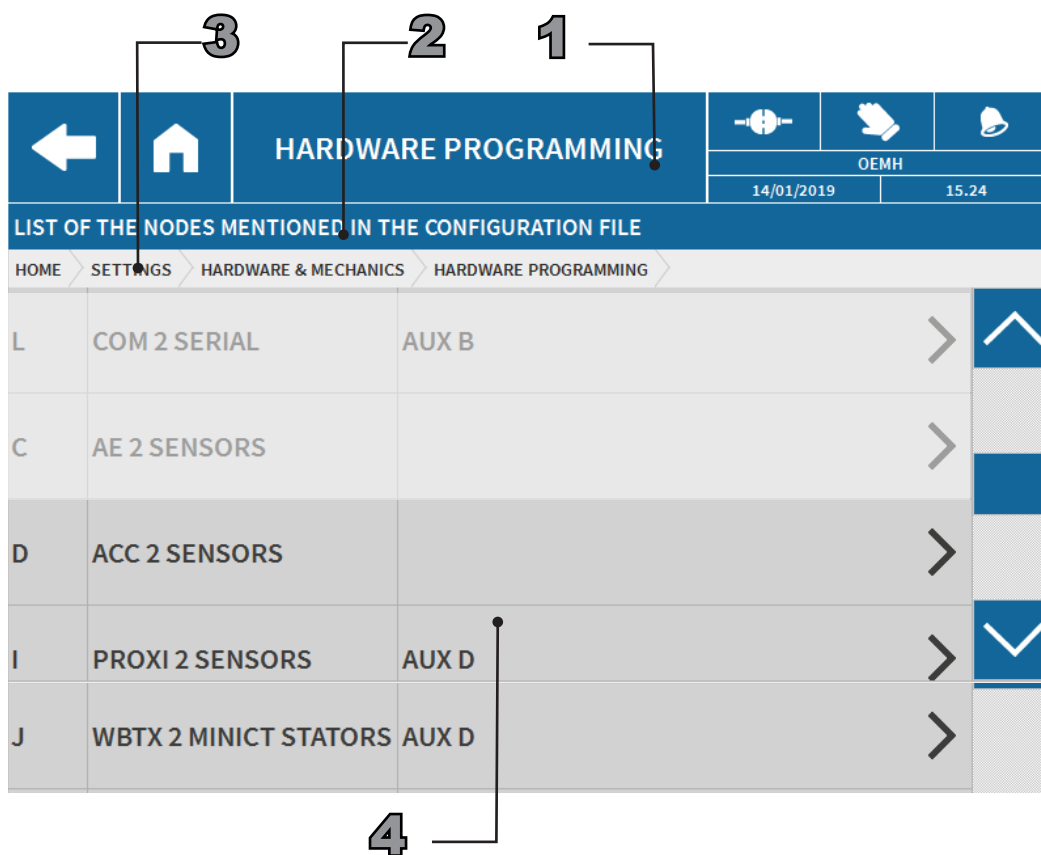 3 2 1
HARDWARE PROGRAMMING
OEMH
14/01/2019 15.24
LIST OF THE NODES MENTIONED IN THE CONFIGURATION FILE
HOME SETTINGS HARDWARE & MECHANICS HARDWARE PROGRAMMING
L COM 2 SERIAL AUX B
C AE 2 SENSORS
D ACC 2 SENSORS
I PROXI 2 SENSORS AUX D
J WBTX 2 MINICT STATORS AUX D
4